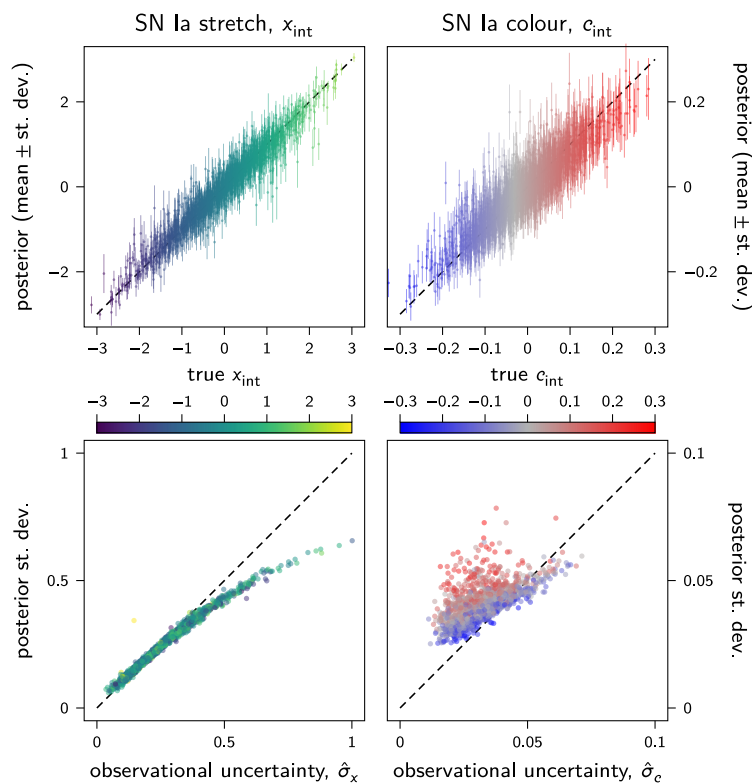 SN Ia stretch, x_int
SN Ia colour, c_int
posterior (mean ± st. dev.)
2
0
−2
0.2
0
−0.2
posterior (mean ± st. dev.)
−3 −2 −1 0 1 2 3
−0.3 −0.2 −0.1 0 0.1 0.2 0.3
true x_int
true c_int
−3 −2 −1 0 1 2 3
−0.3 −0.2 −0.1 0 0.1 0.2 0.3
posterior st. dev.
1
0.5
0
0.1
0.05
0
posterior st. dev.
0 0.5 1
0 0.05 0.1
observational uncertainty, σ̂_x
observational uncertainty, σ̂_c